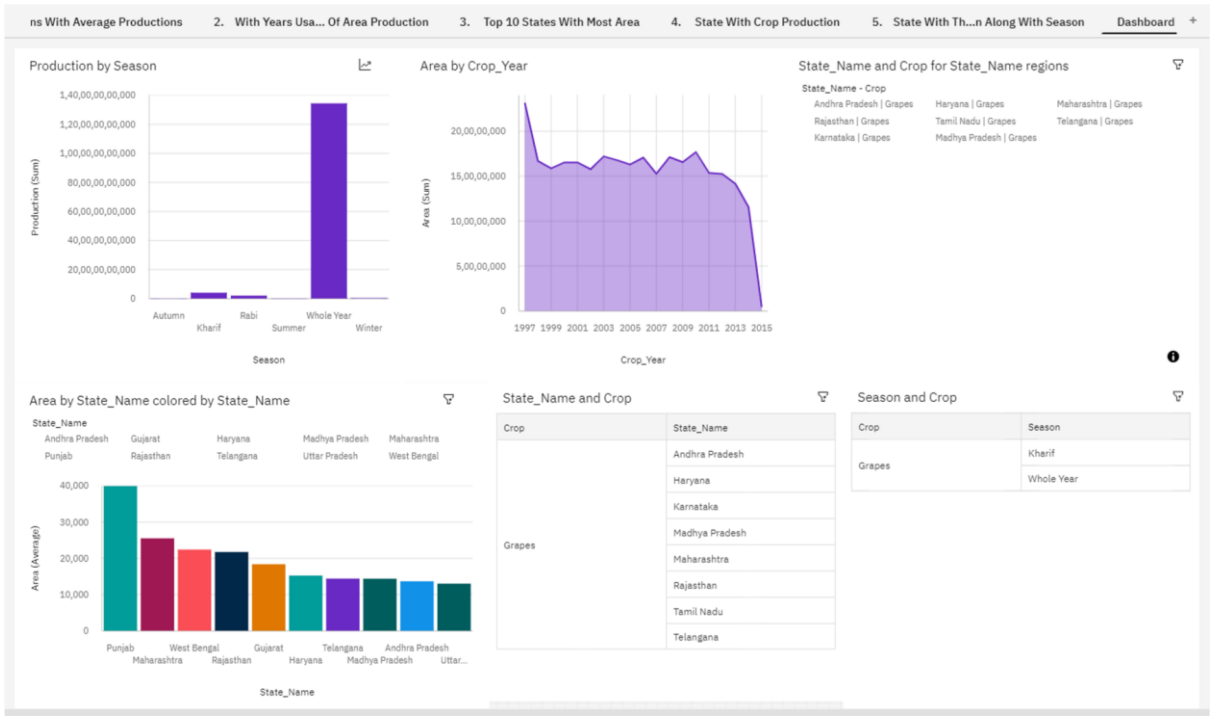 ns With Average Productions
2. With Years Usa... Of Area Production
3. Top 10 States With Most Area
4. State With Crop Production
5. State With Th...n Along With Season
Dashboard +
Production by Season
Production (Sum)
1,40,00,00,00,000
1,20,00,00,00,000
1,00,00,00,00,000
80,00,00,00,000
60,00,00,00,000
40,00,00,00,000
20,00,00,00,000
0
Autumn Rabi Whole Year
Kharif Summer Winter
Season
Area by Crop_Year
Area (Sum)
20,00,00,000
15,00,00,000
10,00,00,000
5,00,00,000
0
1997 1999 2001 2003 2005 2007 2009 2011 2013 2015
Crop_Year
State_Name and Crop for State_Name regions
State_Name - Crop
Andhra Pradesh | Grapes Haryana | Grapes Maharashtra | Grapes
Rajasthan | Grapes Tamil Nadu | Grapes Telangana | Grapes
Karnataka | Grapes Madhya Pradesh | Grapes
Area by State_Name colored by State_Name
State_Name
Andhra Pradesh Gujarat Haryana Madhya Pradesh Maharashtra
Punjab Rajasthan Telangana Uttar Pradesh West Bengal
Area (Average)
40,000
30,000
20,000
10,000
0
Punjab West Bengal Gujarat Telangana Andhra Pradesh
Maharashtra Rajasthan Haryana Madhya Pradesh Uttar...
State_Name
State_Name and Crop
Crop State_Name
Grapes
Andhra Pradesh
Haryana
Karnataka
Madhya Pradesh
Maharashtra
Rajasthan
Tamil Nadu
Telangana
Season and Crop
Crop Season
Grapes
Kharif
Whole Year